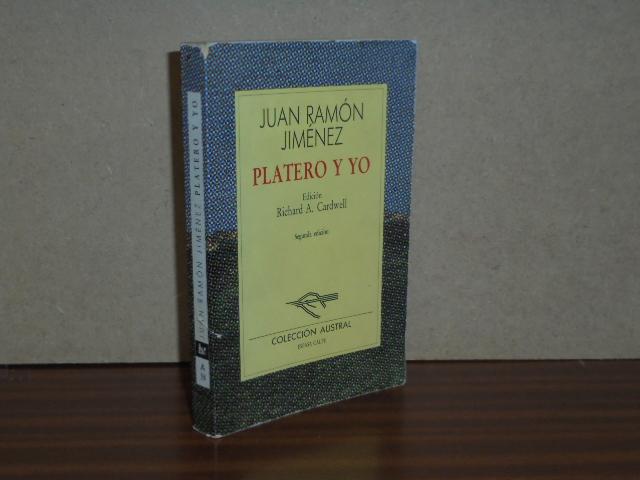 JUAN RAMÓN
JIMÉNEZ
PLATERO Y YO
Edición
Richard A. Cardwell
Segunda edición
COLECCIÓN AUSTRAL
ESPASA CALPE
JUAN RAMÓN JIMÉNEZ PLATERO Y YO